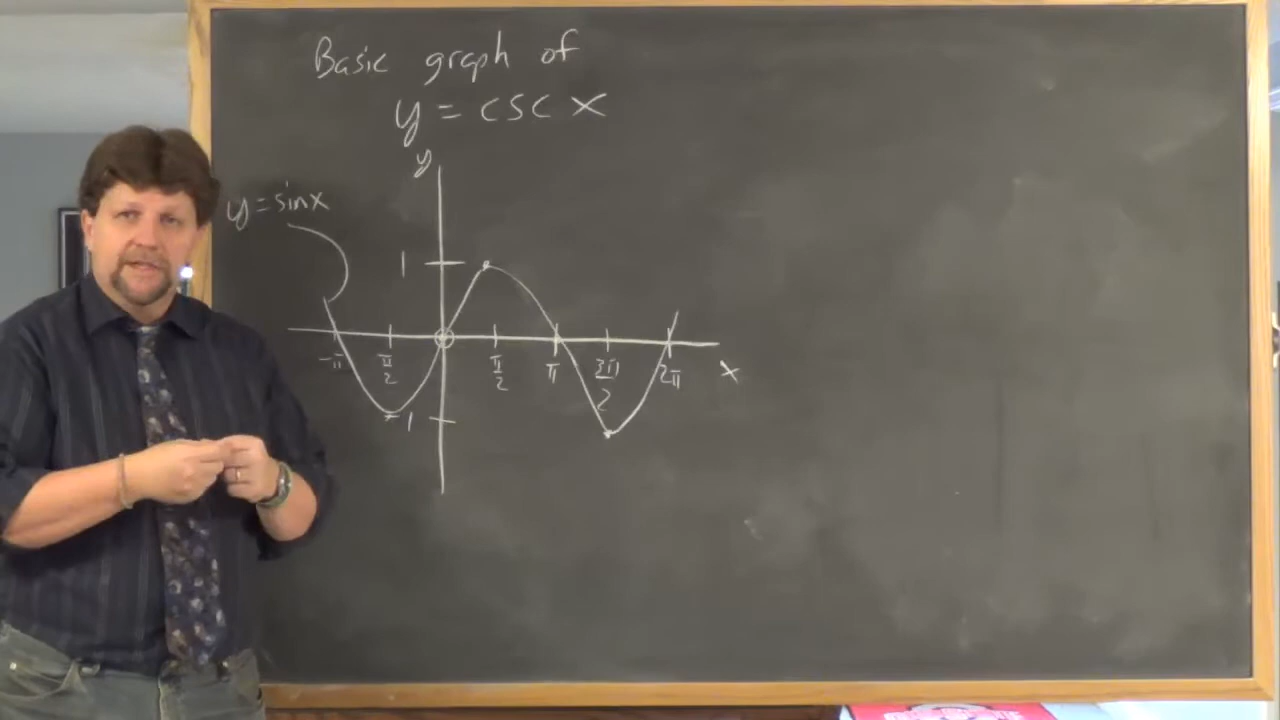 Basic graph of
y = csc x
y
y = sin x
1
-π π/2 π/2 π 3π/2 2π
x
-1